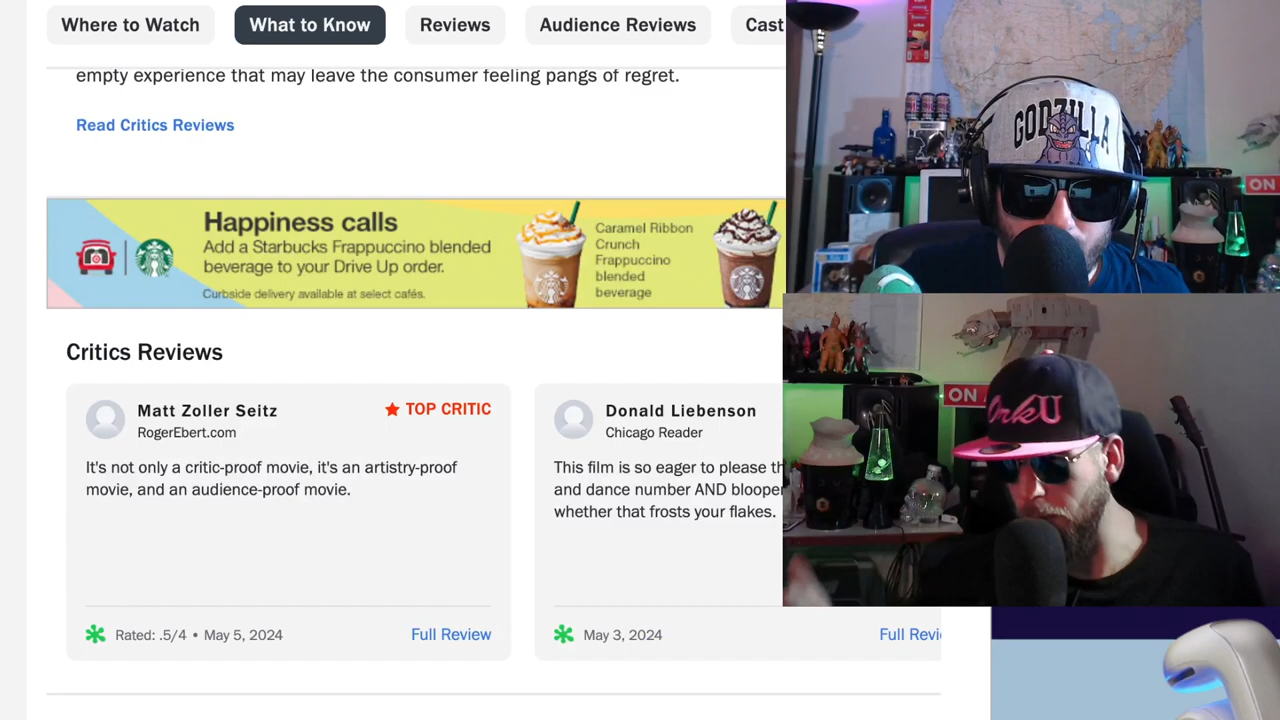 Where to Watch
What to Know
Reviews
Audience Reviews
Cast
empty experience that may leave the consumer feeling pangs of regret.
Read Critics Reviews
Happiness calls
Add a Starbucks Frappuccino blended
beverage to your Drive Up order.
Curbside delivery available at select cafés.
Caramel Ribbon
Crunch
Frappuccino
blended
beverage
GODZILLA
ON
Critics Reviews
Matt Zoller Seitz
TOP CRITIC
RogerEbert.com
It's not only a critic-proof movie, it's an artistry-proof
movie, and an audience-proof movie.
Rated: .5/4 • May 5, 2024
Full Review
Donald Liebenson
Chicago Reader
This film is so eager to please th
and dance number AND blooper
whether that frosts your flakes.
May 3, 2024
Full Revi
ON
OnkU